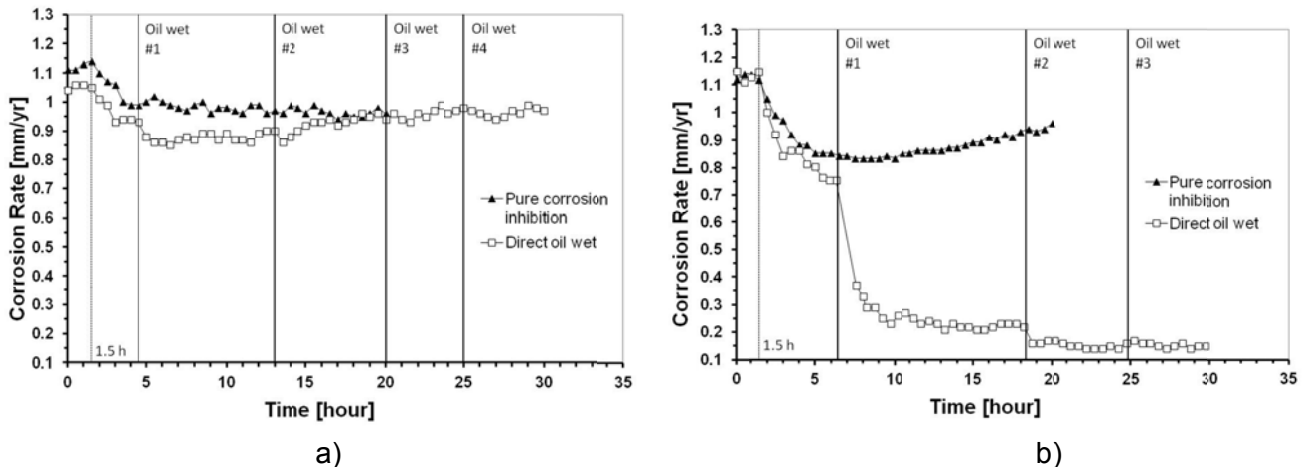 Oil wet
#1
Oil wet
#2
Oil wet
#3
Oil wet
#4
1.3
1.2
1.1
1
0.9
0.8
0.7
0.6
0.5
0.4
0.3
0.2
0.1
Corrosion Rate [mm/yr]
Pure corrosion
inhibition
Direct oil wet
1.5 h
0 5 10 15 20 25 30 35
Time [hour]
a)
Oil wet
#1
Oil wet
#2
Oil wet
#3
1.3
1.2
1.1
1
0.9
0.8
0.7
0.6
0.5
0.4
0.3
0.2
0.1
Corrosion Rate [mm/yr]
Pure corrosion
inhibition
Direct oil wet
1.5 h
0 5 10 15 20 25 30 35
Time [hour]
b)